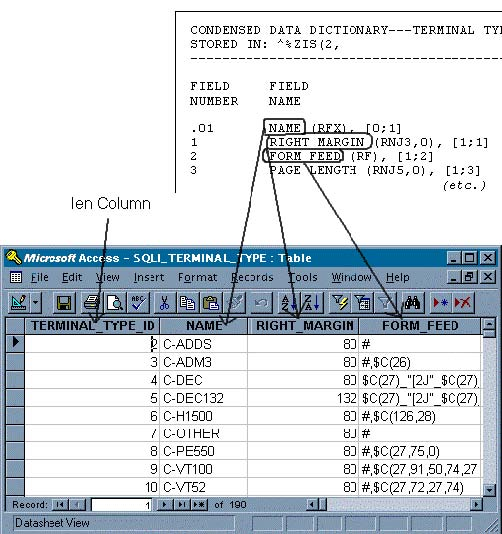 CONDENSED DATA DICTIONARY---TERMINAL TYP
STORED IN: ^%ZIS(2,
FIELD FIELD
NUMBER NAME
.01 NAME (RFX), [0;1]
1 RIGHT MARGIN (RNJ3,0), [1;1]
2 FORM FEED (RF), [1;2]
3 PAGE LENGTH (RNJ5,0), [1;3]
(etc.)
Ien Column
Microsoft Access - SQLI_TERMINAL_TYPE : Table
File Edit View Insert Format Records Tools Window Help
TERMINAL_TYPE_ID NAME RIGHT_MARGIN FORM_FEED
2 C-ADDS 80 #
3 C-ADM3 80 #,$C(26)
4 C-DEC 80 $C(27)_"[2J"_$C(27)_
5 C-DEC132 132 $C(27)_"[2J"_$C(27)_
6 C-H1500 80 #,$C(126,28)
7 C-OTHER 80 #
8 C-PE550 80 #,$C(27,75,0)
9 C-VT100 80 #,$C(27,91,50,74,27
10 C-VT52 80 #,$C(27,72,27,74)
Record: 1 of 190
Datasheet View